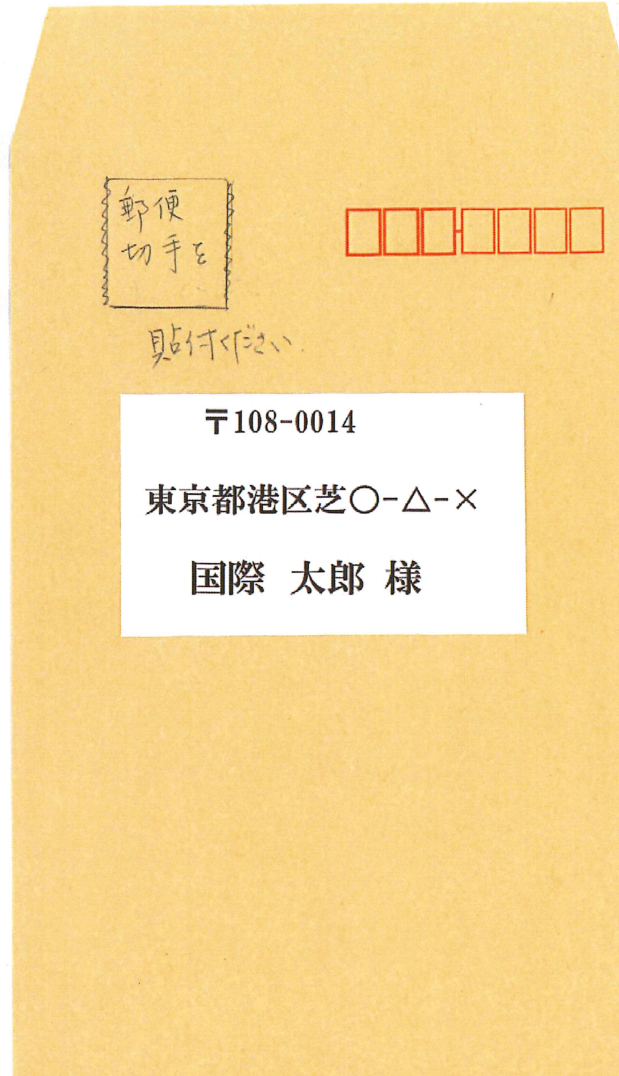 郵便
切手を
貼付ください.
〒108-0014
東京都港区芝○-△-×
国際 太郎 様